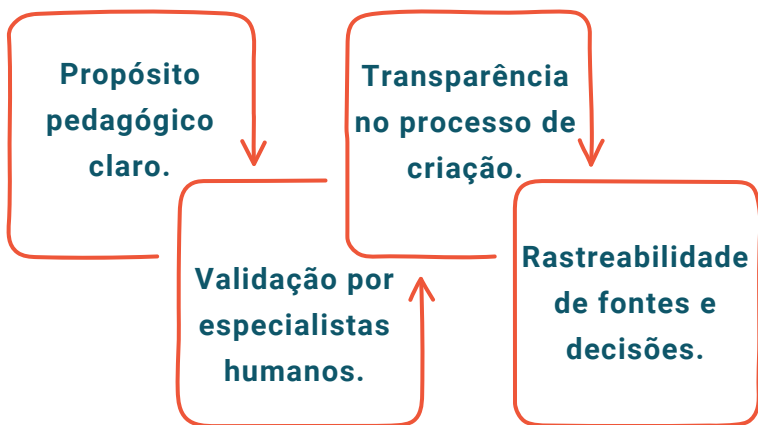 Propósito
pedagógico
claro.
Validação por
especialistas
humanos.
Transparência
no processo de
criação.
Rastreabilidade
de fontes e
decisões.